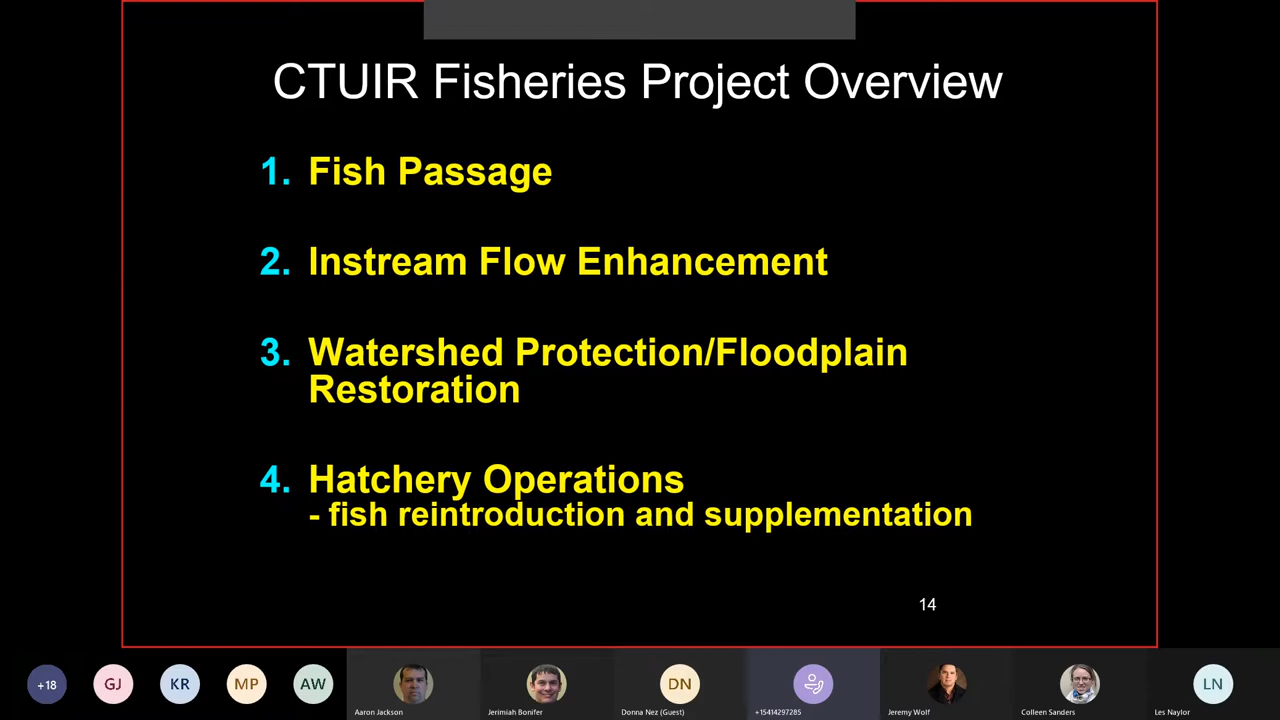 CTUIR Fisheries Project Overview
1. Fish Passage
2. Instream Flow Enhancement
3. Watershed Protection/Floodplain
Restoration
4. Hatchery Operations
- fish reintroduction and supplementation
14
+18
GJ
KR
MP
AW
DN
LN
Aaron Jackson
Jerimiah Bonifer
Donna Nez (Guest)
+15414297285
Jeremy Wolf
Colleen Sanders
Les Naylor